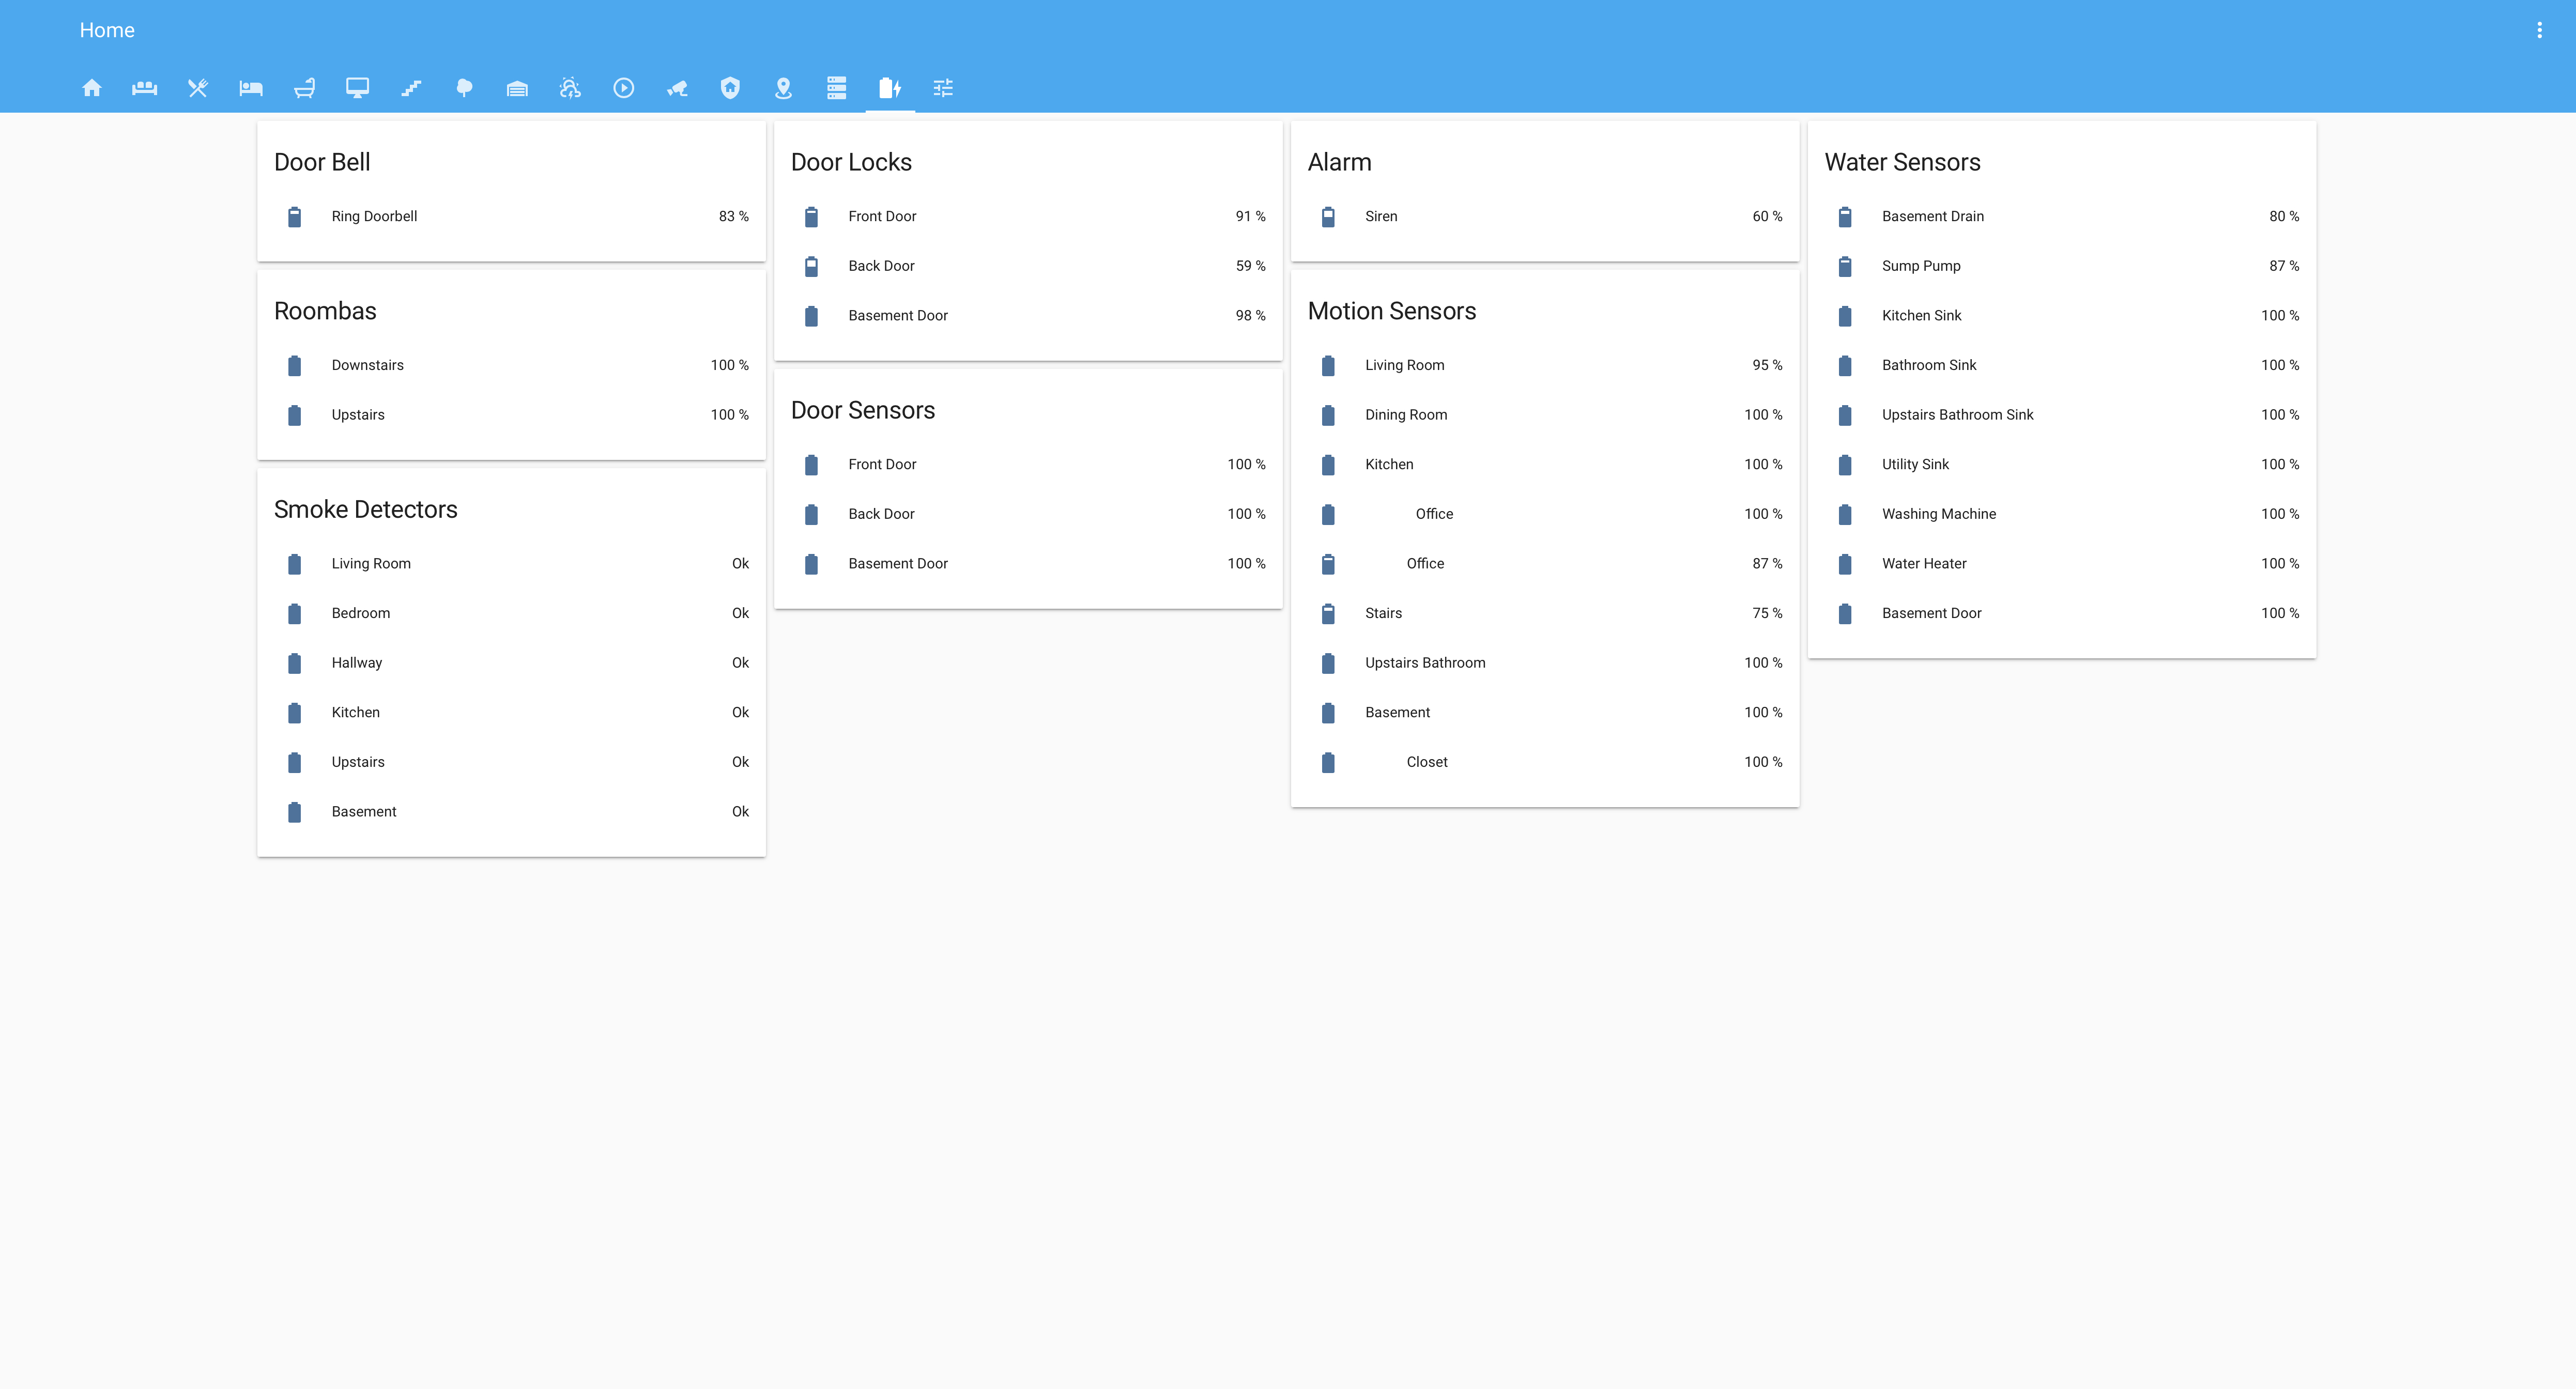 Home
Door Bell
Ring Doorbell 83 %
Roombas
Downstairs 100 %
Upstairs 100 %
Smoke Detectors
Living Room Ok
Bedroom Ok
Hallway Ok
Kitchen Ok
Upstairs Ok
Basement Ok
Door Locks
Front Door 91 %
Back Door 59 %
Basement Door 98 %
Door Sensors
Front Door 100 %
Back Door 100 %
Basement Door 100 %
Alarm
Siren 60 %
Motion Sensors
Living Room 95 %
Dining Room 100 %
Kitchen 100 %
Office 100 %
Office 87 %
Stairs 75 %
Upstairs Bathroom 100 %
Basement 100 %
Closet 100 %
Water Sensors
Basement Drain 80 %
Sump Pump 87 %
Kitchen Sink 100 %
Bathroom Sink 100 %
Upstairs Bathroom Sink 100 %
Utility Sink 100 %
Washing Machine 100 %
Water Heater 100 %
Basement Door 100 %